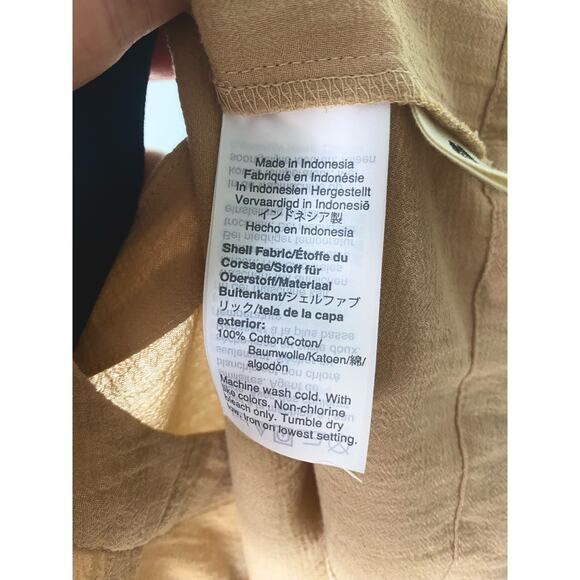 Made in Indonesia
Fabriqué en Indonésie
In Indonesien Hergestellt
Vervaardigd in Indonesië
インドネシア製
Hecho en Indonesia
Shell Fabric/Étoffe du
Corsage/Stoff für
Oberstoff/Materiaal
Buitenkant/シェルファブ
リック/tela de la capa
exterior:
100% Cotton/Coton/
Baumwolle/Katoen/綿/
algodón
Machine wash cold. With
like colors. Non-chlorine
bleach only. Tumble dry
low. Iron on lowest setting.